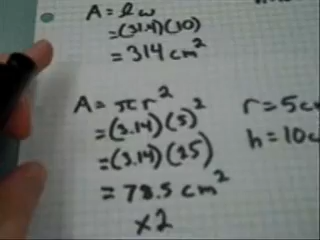 A = lw
= (31.4)(10)
= 314 cm²
A = πr²
= (3.14)(5)²
= (3.14)(25)
= 78.5 cm²
x2
r = 5cm
h = 10c